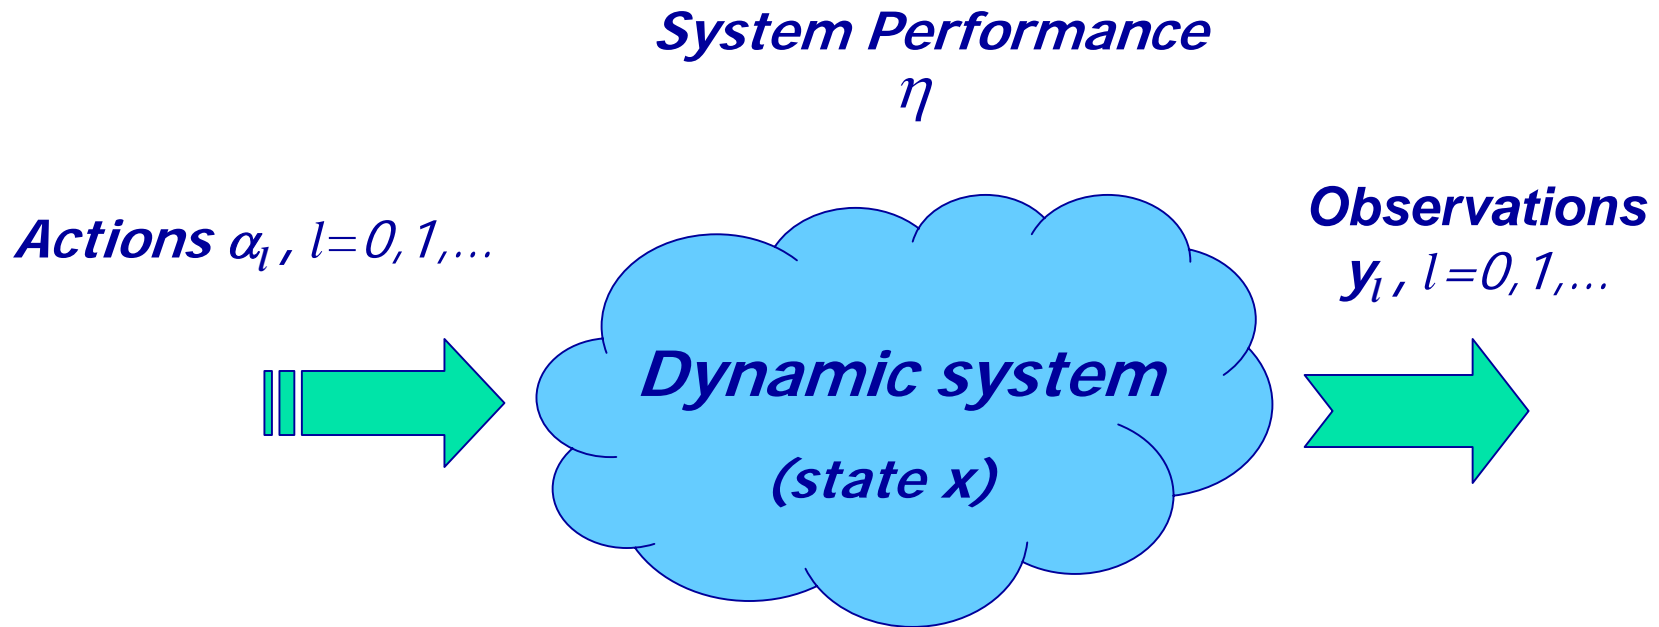 System Performance
η
Actions αₗ, l=0,1,...
Observations
yₗ, l=0,1,...
Dynamic system
(state x)